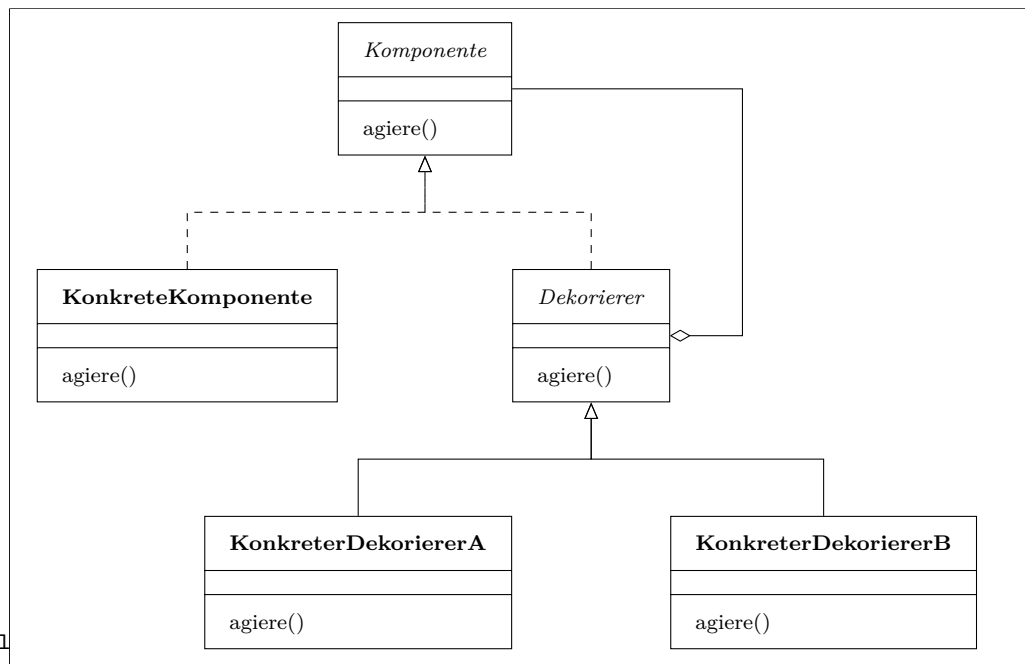 Komponente
agiere()
KonkreteKomponente
Dekorierer
agiere()
agiere()
KonkreterDekoriererA
KonkreterDekoriererB
agiere()
agiere()